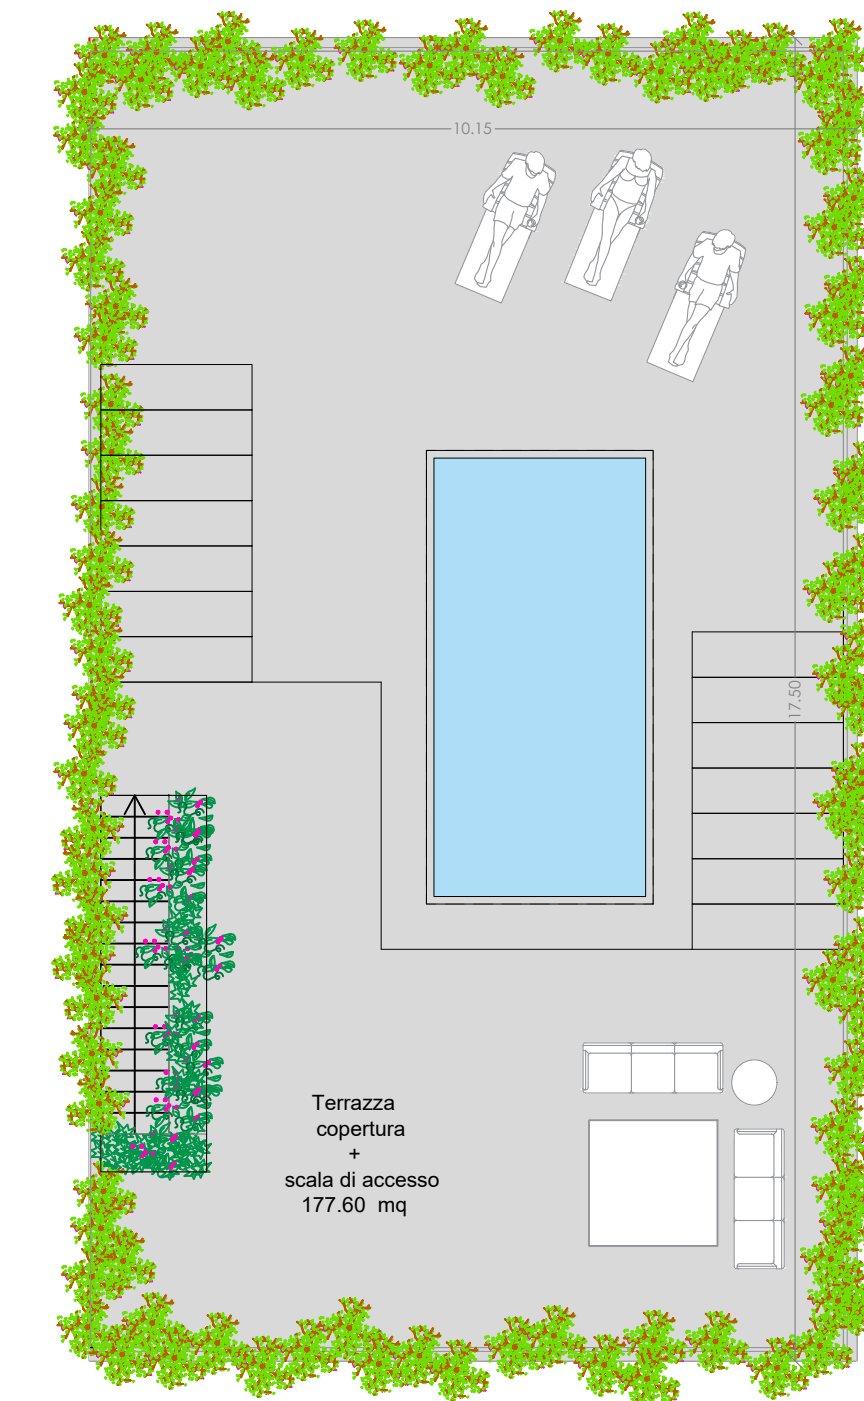 10.15
17.50
Terrazza
copertura
+
scala di accesso
177.60 mq